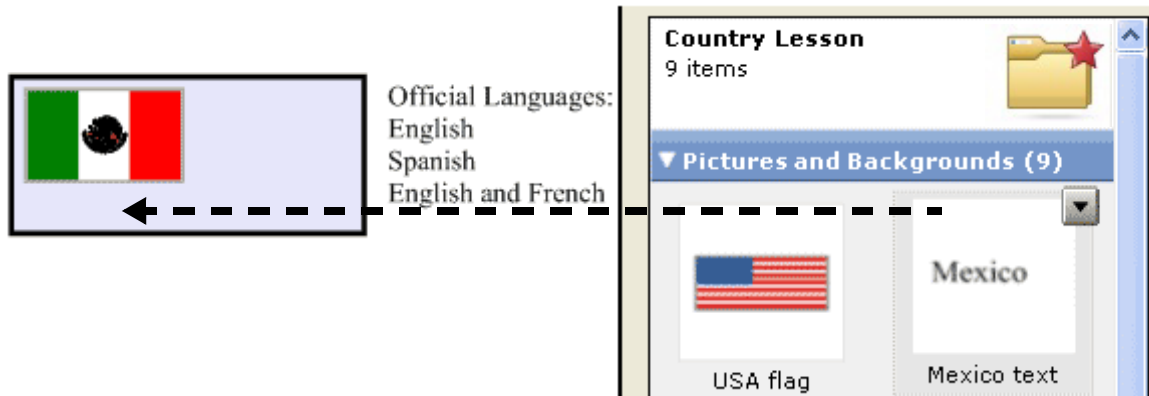 Official Languages:
English
Spanish
English and French
Country Lesson
9 items
Pictures and Backgrounds (9)
Mexico
USA flag
Mexico text